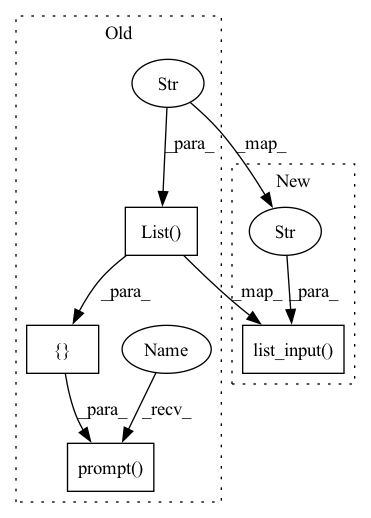 Old
Str
_para_
_map_
New
List()
Str
_para_
_map_
_para_
{}
Name
list_input()
_para_
_recv_
prompt()